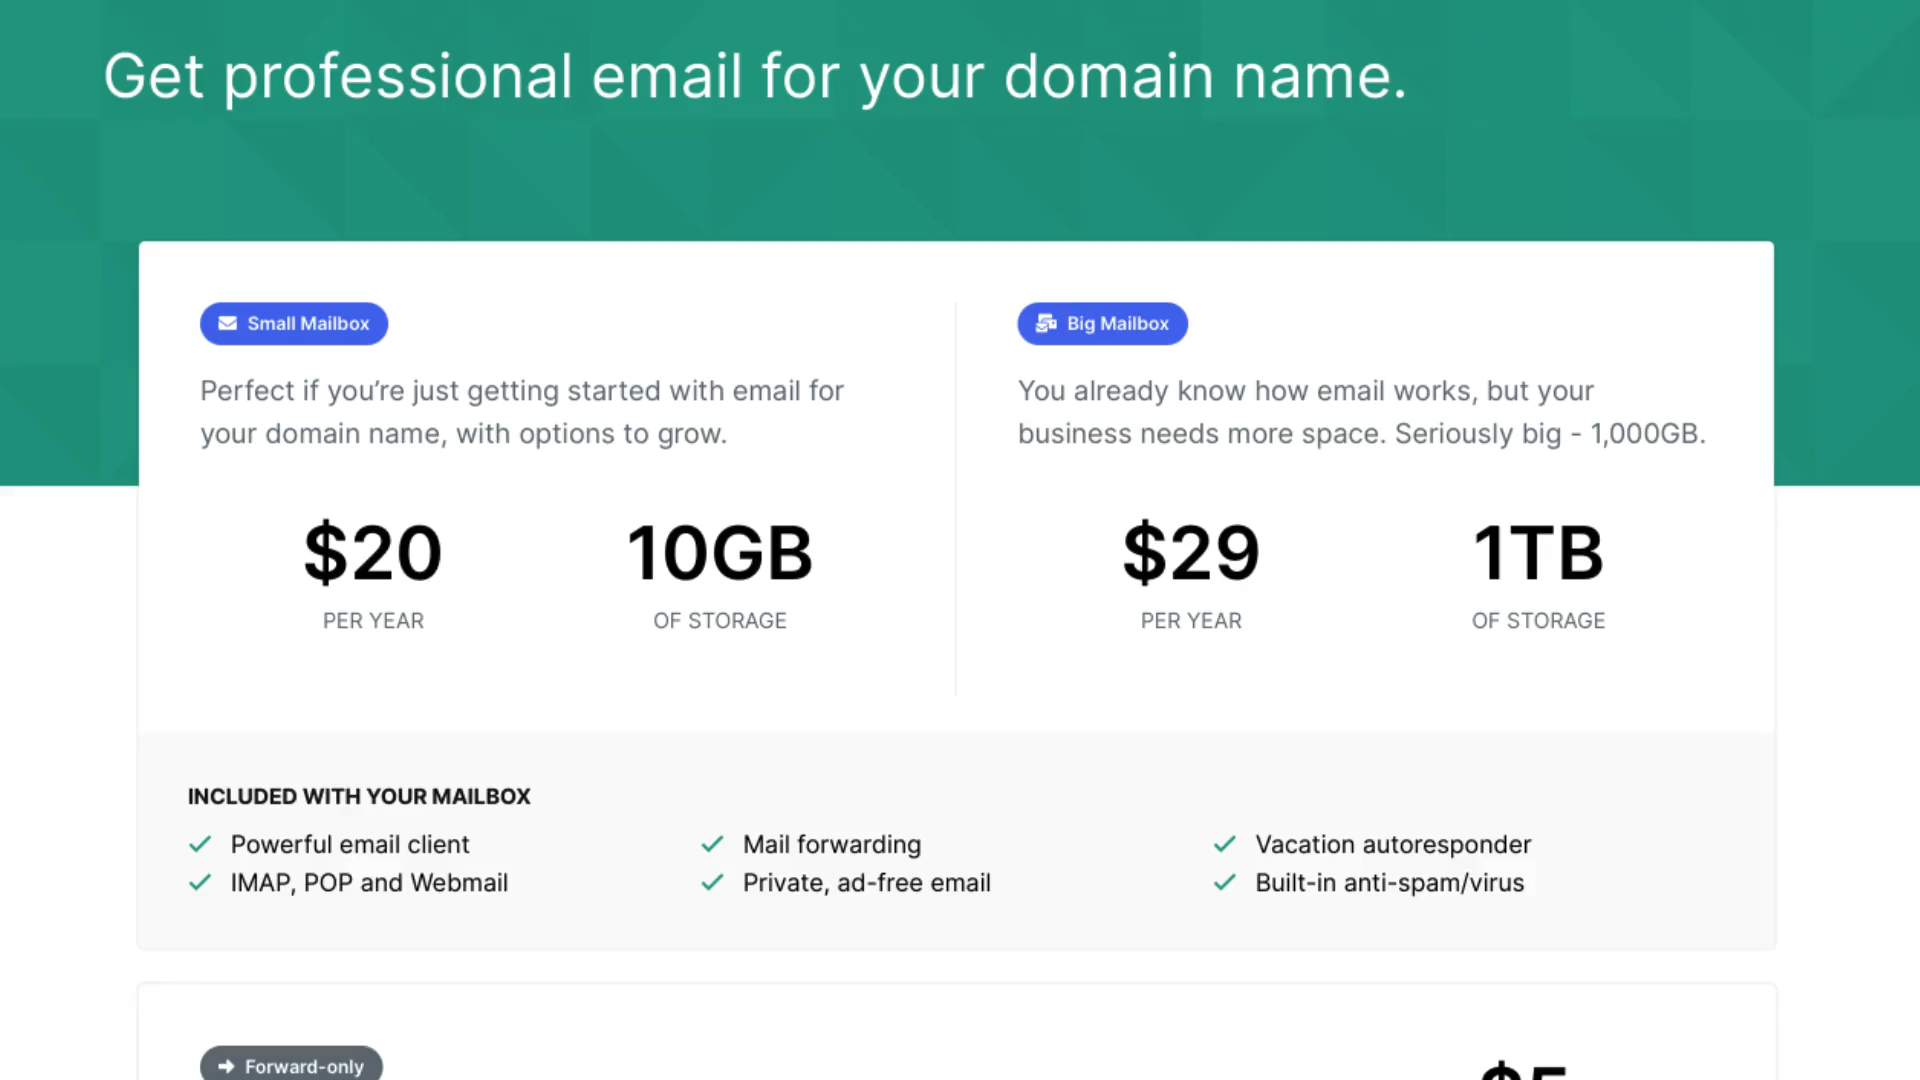 Get professional email for your domain name.
Small Mailbox
Perfect if you’re just getting started with email for
your domain name, with options to grow.
$20
10GB
PER YEAR
OF STORAGE
Big Mailbox
You already know how email works, but your
business needs more space. Seriously big - 1,000GB.
$29
1TB
PER YEAR
OF STORAGE
INCLUDED WITH YOUR MAILBOX
Powerful email client
Mail forwarding
Vacation autoresponder
IMAP, POP and Webmail
Private, ad-free email
Built-in anti-spam/virus
Forward-only
$5